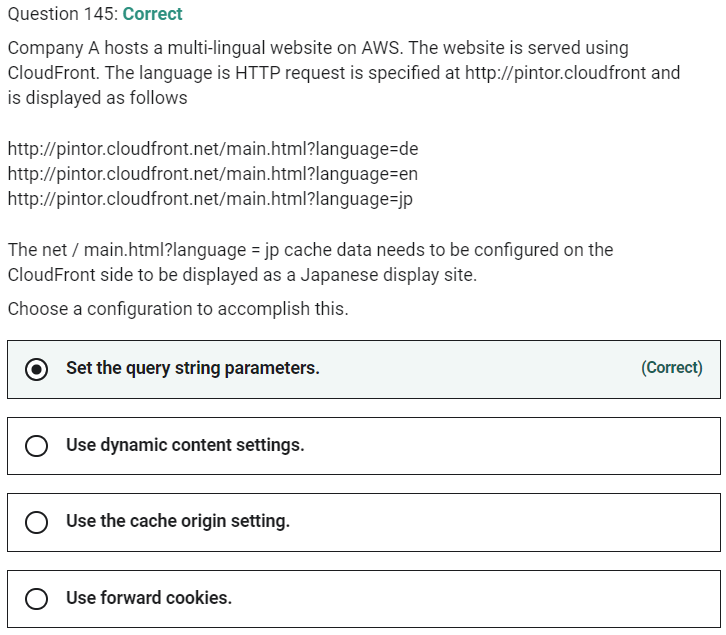 Question 145: Correct
Company A hosts a multi-lingual website on AWS. The website is served using
CloudFront. The language is HTTP request is specified at http://pintor.cloudfront and
is displayed as follows
http://pintor.cloudfront.net/main.html?language=de
http://pintor.cloudfront.net/main.html?language=en
http://pintor.cloudfront.net/main.html?language=jp
The net / main.html?language = jp cache data needs to be configured on the
CloudFront side to be displayed as a Japanese display site.
Choose a configuration to accomplish this.
Set the query string parameters. (Correct)
Use dynamic content settings.
Use the cache origin setting.
Use forward cookies.